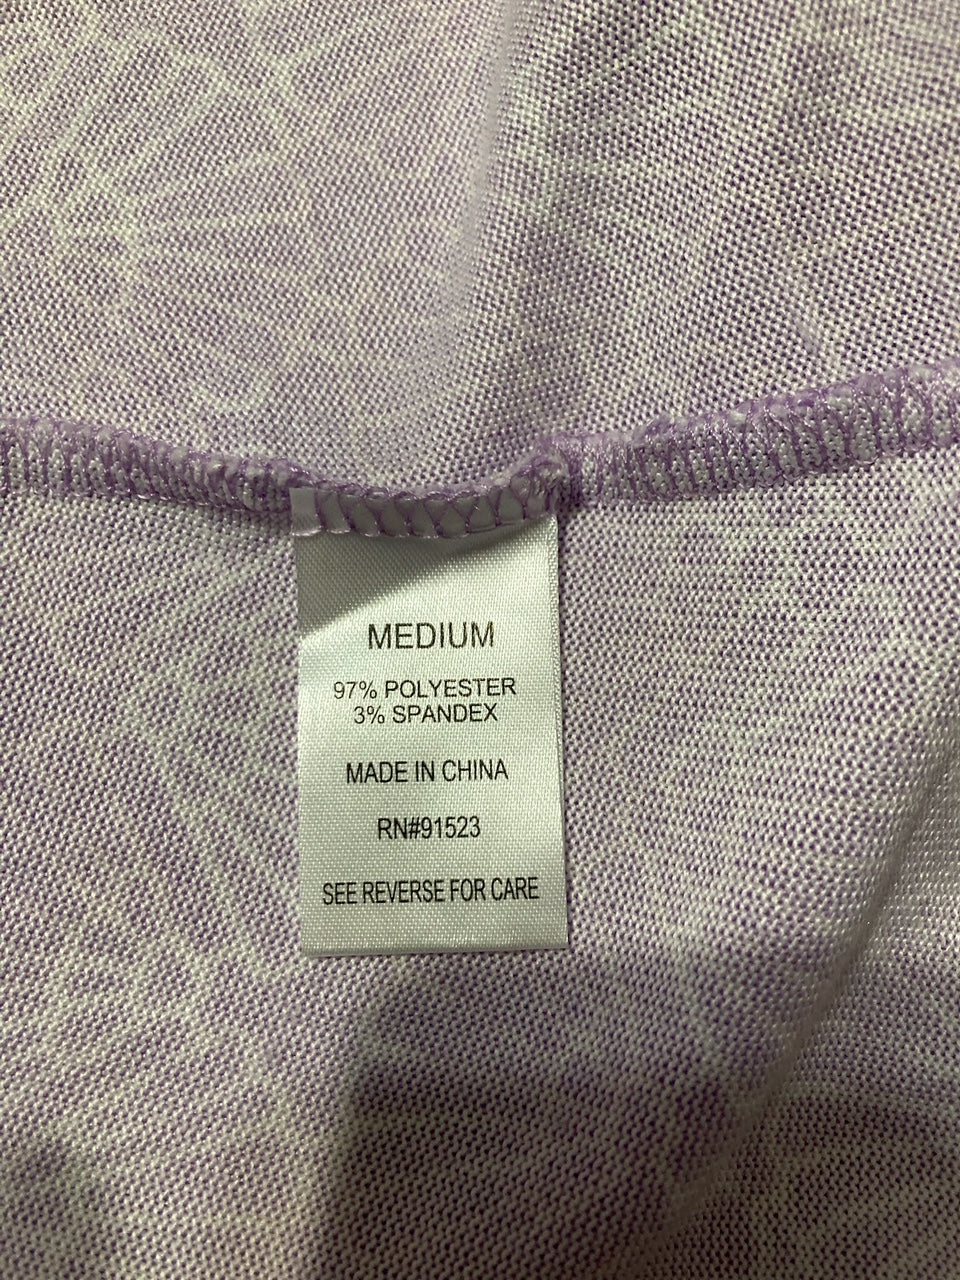 MEDIUM
97% POLYESTER
3% SPANDEX
MADE IN CHINA
RN#91523
SEE REVERSE FOR CARE